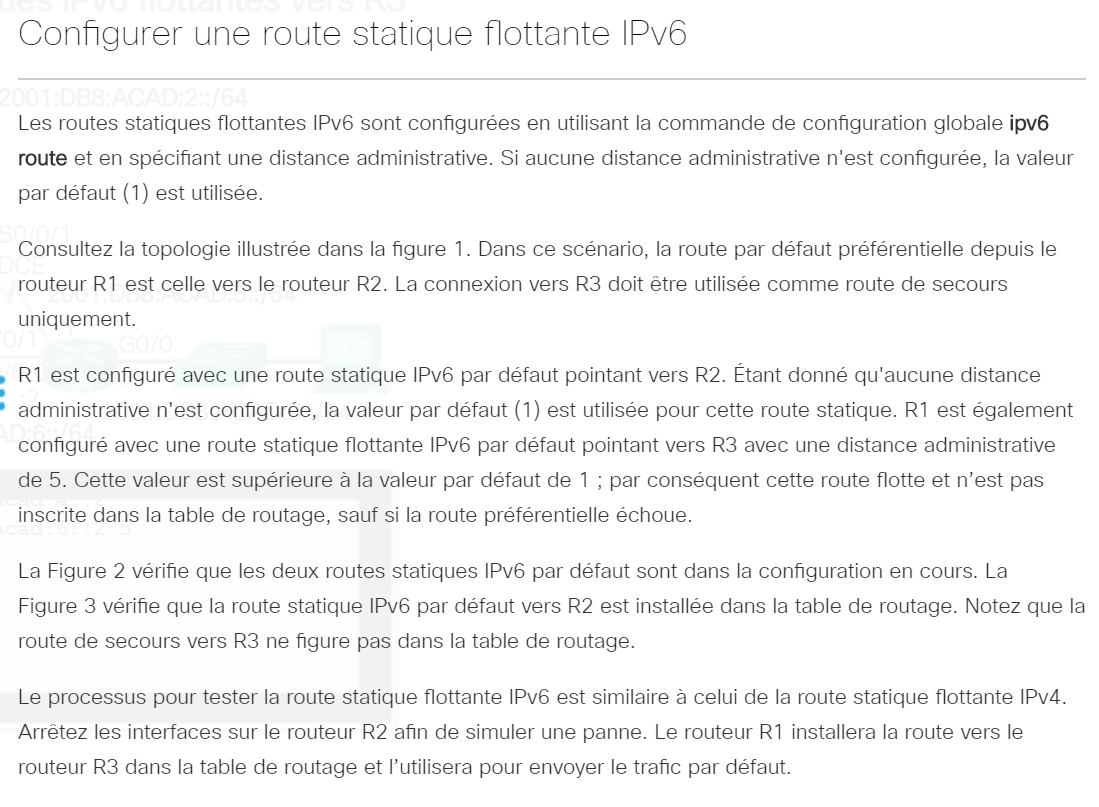 Configurer une route statique flottante IPv6
2001:DB8:ACAD:2::/64
Les routes statiques flottantes IPv6 sont configurées en utilisant la commande de configuration globale ipv6
route et en spécifiant une distance administrative. Si aucune distance administrative n'est configurée, la valeur
par défaut (1) est utilisée.
S0/0/1
DCE
Consultez la topologie illustrée dans la figure 1. Dans ce scénario, la route par défaut préférentielle depuis le
routeur R1 est celle vers le routeur R2. La connexion vers R3 doit être utilisée comme route de secours
uniquement.
G0/0
R1 est configuré avec une route statique IPv6 par défaut pointant vers R2. Étant donné qu'aucune distance
administrative n'est configurée, la valeur par défaut (1) est utilisée pour cette route statique. R1 est également
configuré avec une route statique flottante IPv6 par défaut pointant vers R3 avec une distance administrative
de 5. Cette valeur est supérieure à la valeur par défaut de 1 ; par conséquent cette route flotte et n’est pas
inscrite dans la table de routage, sauf si la route préférentielle échoue.
La Figure 2 vérifie que les deux routes statiques IPv6 par défaut sont dans la configuration en cours. La
Figure 3 vérifie que la route statique IPv6 par défaut vers R2 est installée dans la table de routage. Notez que la
route de secours vers R3 ne figure pas dans la table de routage.
Le processus pour tester la route statique flottante IPv6 est similaire à celui de la route statique flottante IPv4.
Arrêtez les interfaces sur le routeur R2 afin de simuler une panne. Le routeur R1 installera la route vers le
routeur R3 dans la table de routage et l’utilisera pour envoyer le trafic par défaut.